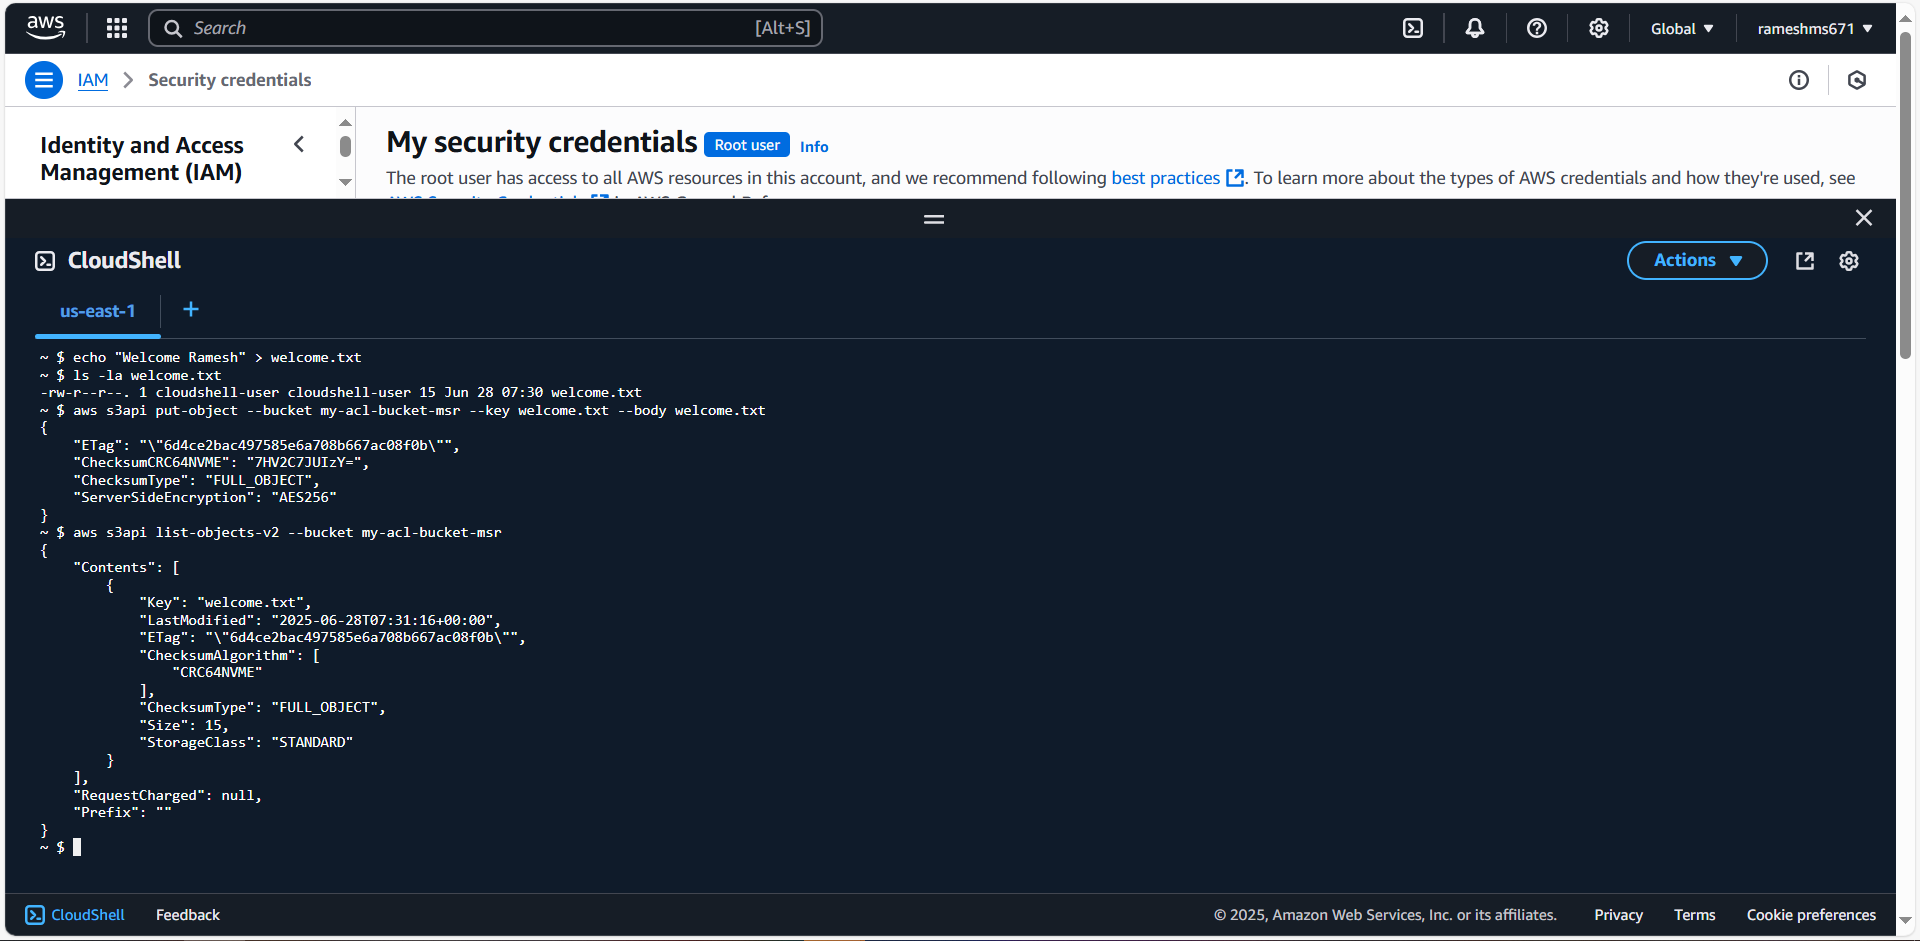 aws
Search [Alt+S]
Global ▼
rameshms671 ▼
IAM > Security credentials
Identity and Access
Management (IAM)
My security credentials Root user Info
The root user has access to all AWS resources in this account, and we recommend following best practices. To learn more about the types of AWS credentials and how they're used, see
CloudShell
Actions ▼
us-east-1 +
~ $ echo "Welcome Ramesh" > welcome.txt
~ $ ls -la welcome.txt
-rw-r--r--. 1 cloudshell-user cloudshell-user 15 Jun 28 07:30 welcome.txt
~ $ aws s3api put-object --bucket my-acl-bucket-msr --key welcome.txt --body welcome.txt
{
    "ETag": "\"6d4ce2bac497585e6a708b667ac08f0b\"",
    "ChecksumCRC64NVME": "7HV2C7JUIzY=",
    "ChecksumType": "FULL_OBJECT",
    "ServerSideEncryption": "AES256"
}
~ $ aws s3api list-objects-v2 --bucket my-acl-bucket-msr
{
    "Contents": [
        {
            "Key": "welcome.txt",
            "LastModified": "2025-06-28T07:31:16+00:00",
            "ETag": "\"6d4ce2bac497585e6a708b667ac08f0b\"",
            "ChecksumAlgorithm": [
                "CRC64NVME"
            ],
            "ChecksumType": "FULL_OBJECT",
            "Size": 15,
            "StorageClass": "STANDARD"
        }
    ],
    "RequestCharged": null,
    "Prefix": ""
}
~ $
CloudShell Feedback © 2025, Amazon Web Services, Inc. or its affiliates. Privacy Terms Cookie preferences